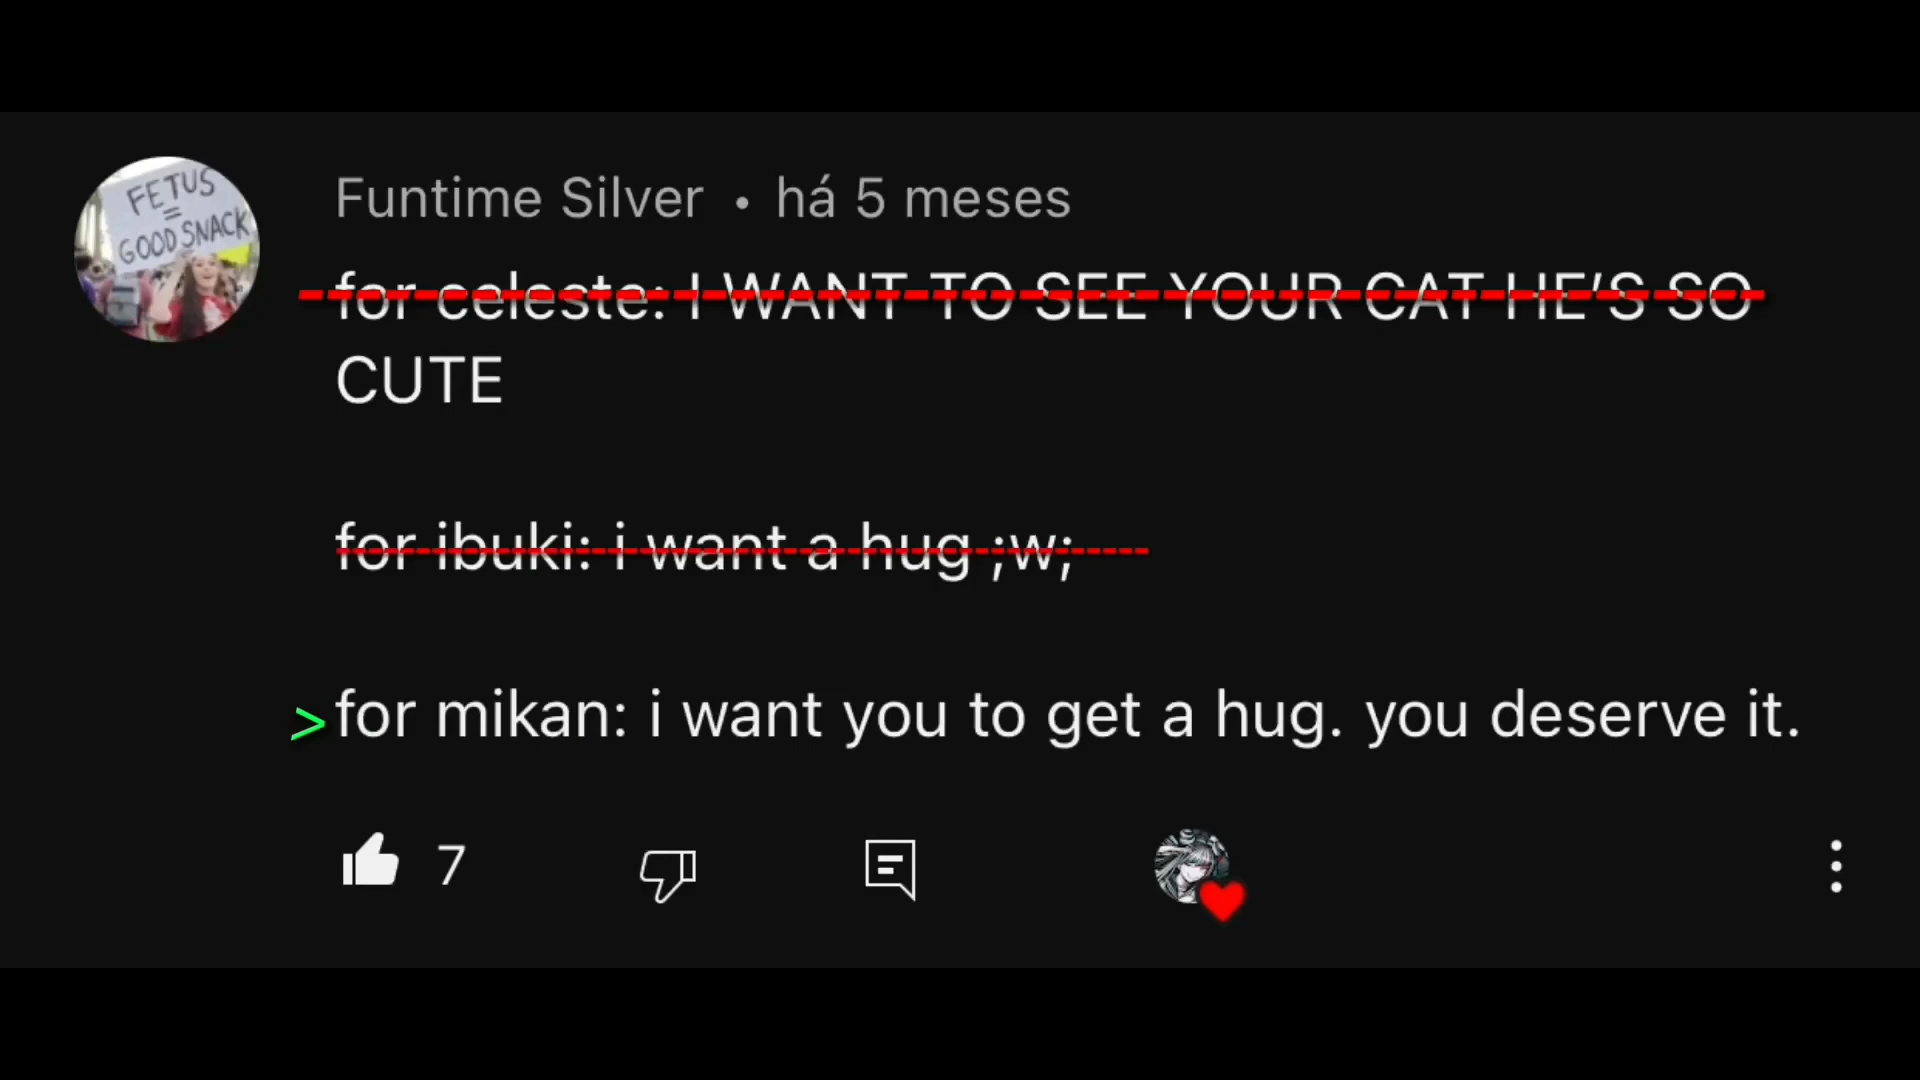 FETUS
=
GOOD SNACK
Funtime Silver • há 5 meses
for celeste: I WANT TO SEE YOUR CAT HE'S SO
CUTE
for ibuki: i want a hug ;w;
>for mikan: i want you to get a hug. you deserve it.
7